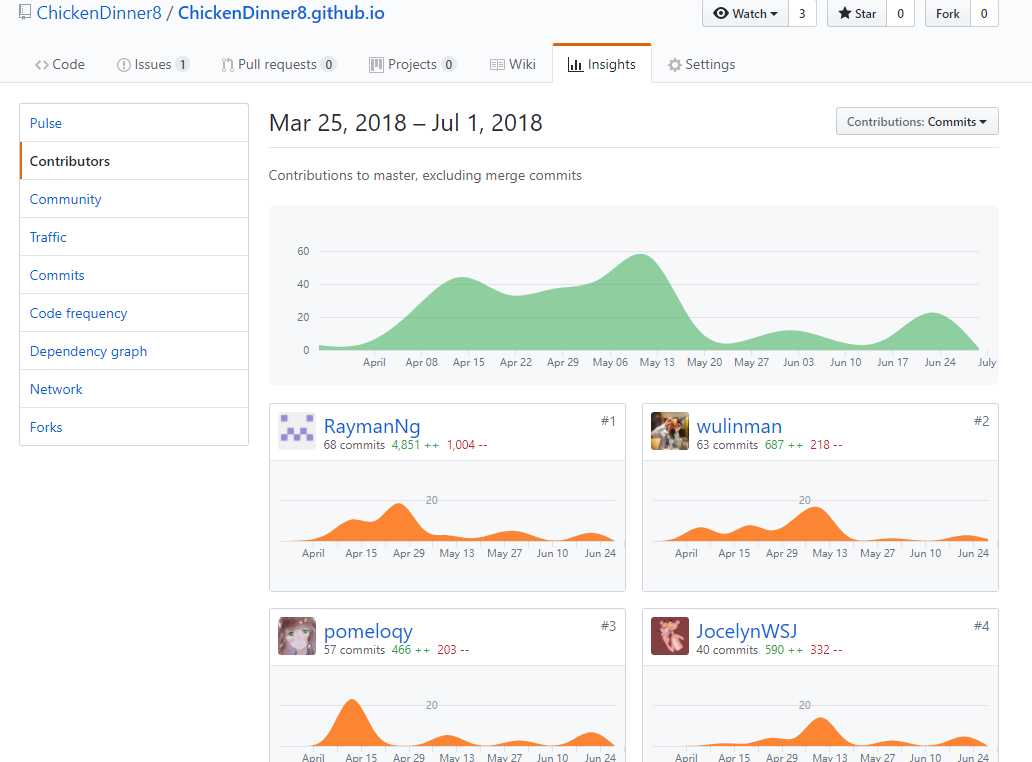 ChickenDinner8 / ChickenDinner8.github.io
Watch 3 Star 0 Fork 0
Code Issues 1 Pull requests 0 Projects 0 Wiki Insights Settings
Pulse
Contributors
Community
Traffic
Commits
Code frequency
Dependency graph
Network
Forks
Mar 25, 2018 – Jul 1, 2018
Contributions: Commits
Contributions to master, excluding merge commits
60
40
20
0
April Apr 08 Apr 15 Apr 22 Apr 29 May 06 May 13 May 20 May 27 Jun 03 Jun 10 Jun 17 Jun 24 July
RaymanNg #1
68 commits 4,851 ++ 1,004 --
20
April Apr 15 Apr 29 May 13 May 27 Jun 10 Jun 24
wulinman #2
63 commits 687 ++ 218 --
20
April Apr 15 Apr 29 May 13 May 27 Jun 10 Jun 24
pomeloqy #3
57 commits 466 ++ 203 --
20
April Apr 15 Apr 29 May 13 May 27 Jun 10 Jun 24
JocelynWSJ #4
40 commits 590 ++ 332 --
20
April Apr 15 Apr 29 May 13 May 27 Jun 10 Jun 24